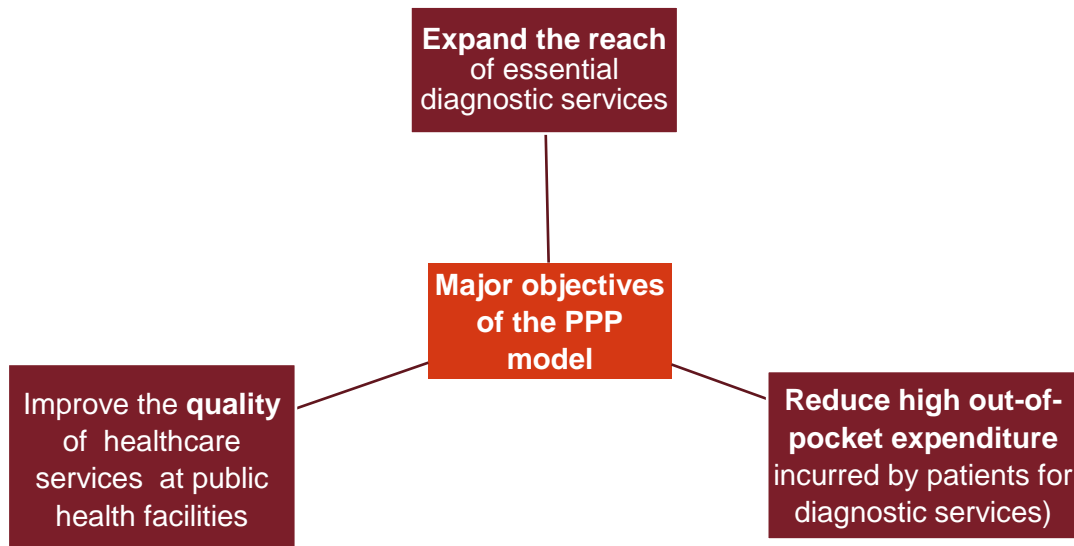 Expand the reach
of essential
diagnostic services
Major objectives
of the PPP
model
Improve the quality
of healthcare
services at public
health facilities
Reduce high out-of-
pocket expenditure
incurred by patients for
diagnostic services)